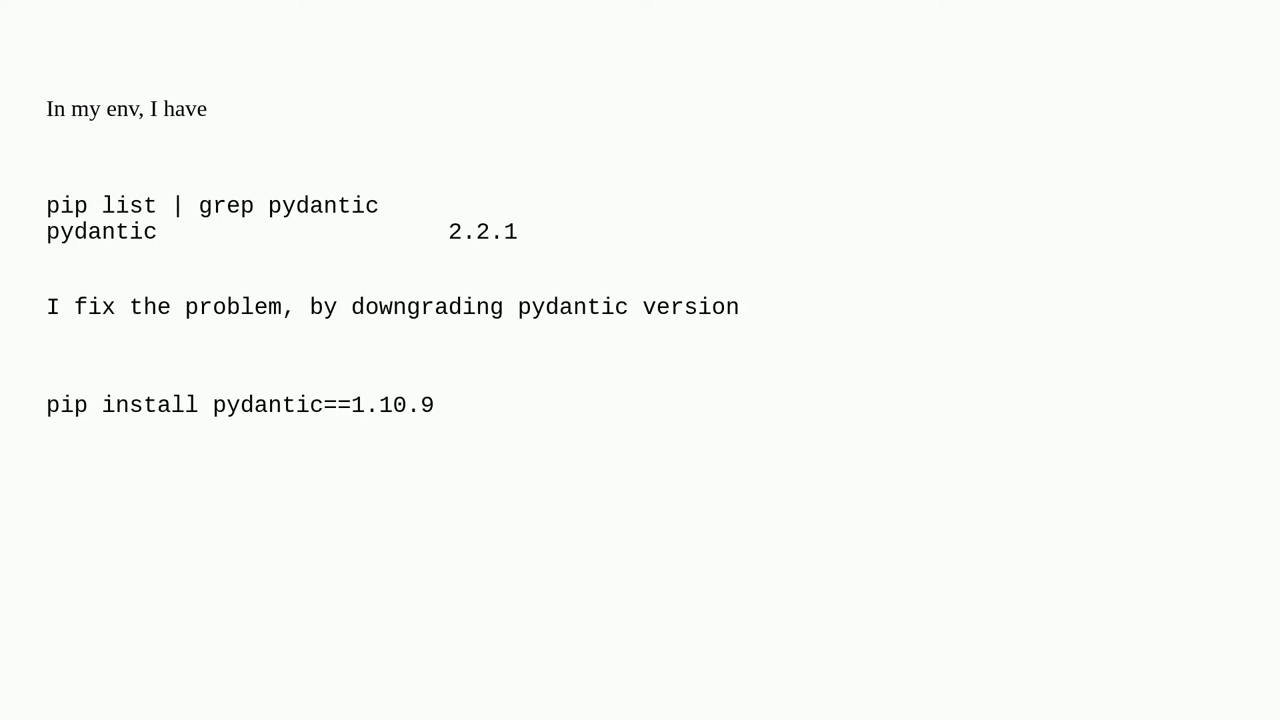 In my env, I have
pip list | grep pydantic
pydantic                     2.2.1
I fix the problem, by downgrading pydantic version
pip install pydantic==1.10.9